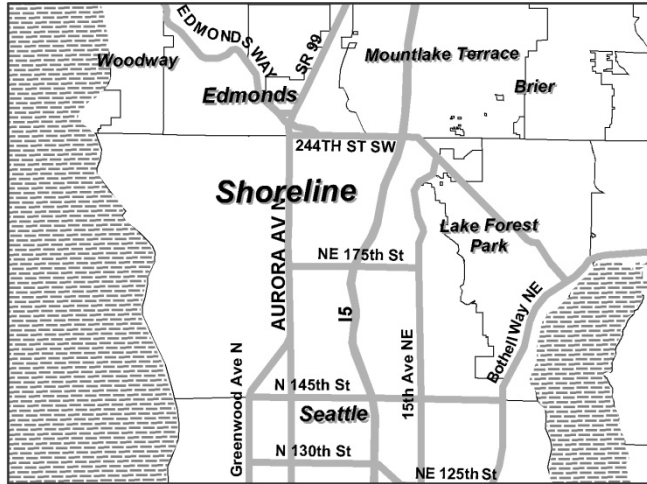 EDMONDS WAY
SR 99
Woodway
Mountlake Terrace
Edmonds
Brier
244TH ST SW
Shoreline
AURORA AV N
Lake Forest
Park
NE 175th St
I5
Bothell Way NE
15th Ave NE
Greenwood Ave N
N 145th St
Seattle
N 130th St
NE 125th St